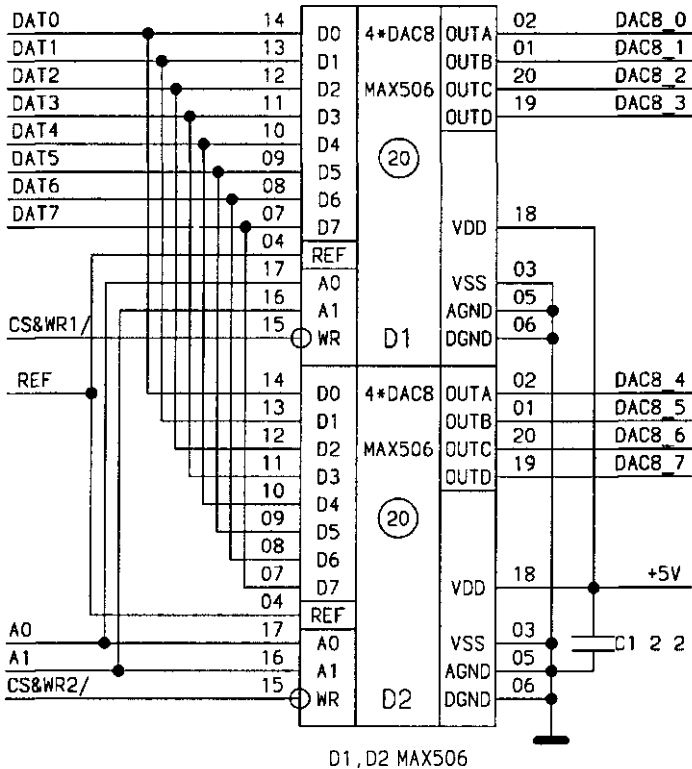 DAT0 14 D0 4*DAC8 OUTA 02 DAC8_0
DAT1 13 D1 OUTB 01 DAC8_1
DAT2 12 D2 MAX506 OUTC 20 DAC8_2
DAT3 11 D3 OUTD 19 DAC8_3
DAT4 10 D4
DAT5 09 D5 20
DAT6 08 D6
DAT7 07 D7 VDD 18
04 REF
17 A0 VSS 03
16 A1 AGND 05
CS&WR1/ 15 WR D1 DGND 06
REF 14 D0 4*DAC8 OUTA 02 DAC8_4
13 D1 OUTB 01 DAC8_5
12 D2 MAX506 OUTC 20 DAC8_6
11 D3 OUTD 19 DAC8_7
10 D4
09 D5 20
08 D6
07 D7 VDD 18 +5V
04 REF
A0 17 A0 VSS 03 C1 2 2
A1 16 A1 AGND 05
CS&WR2/ 15 WR D2 DGND 06
D1,D2 MAX506